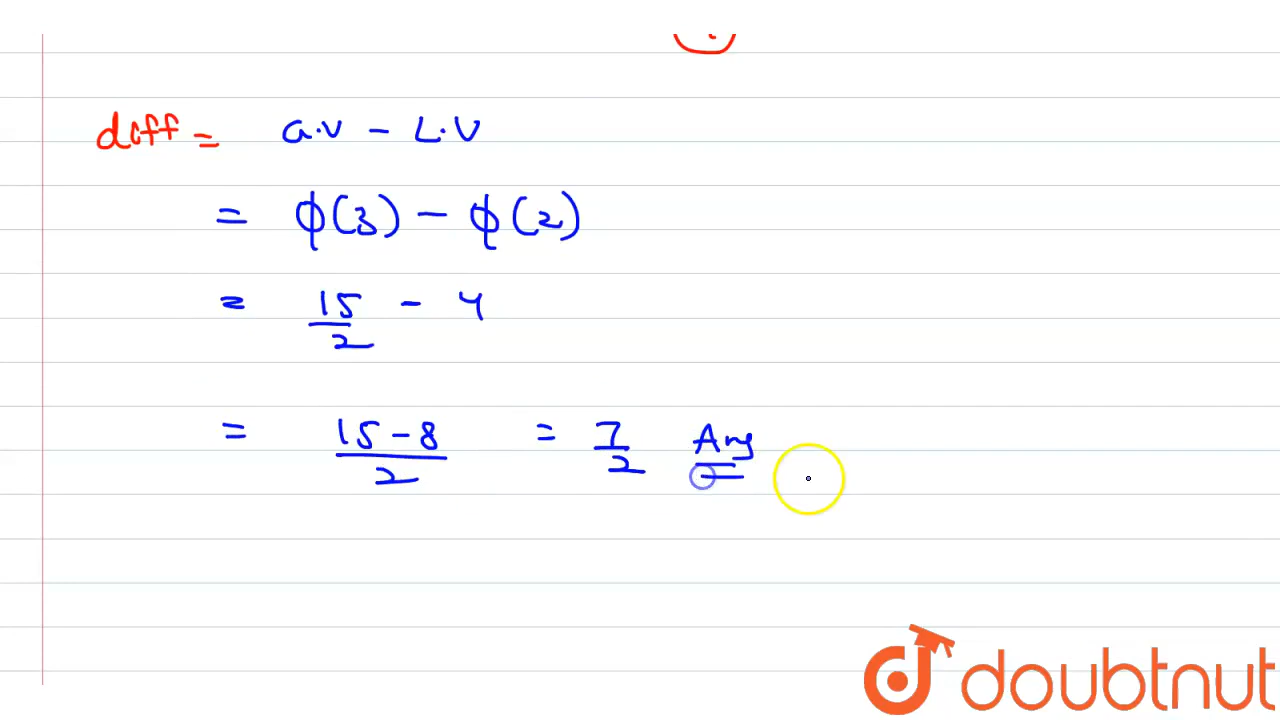 diff = G.V - L.V
= ϕ(3) - ϕ(2)
= 15/2 - 4
= 15-8/2 = 7/2 Ans
doubtnut